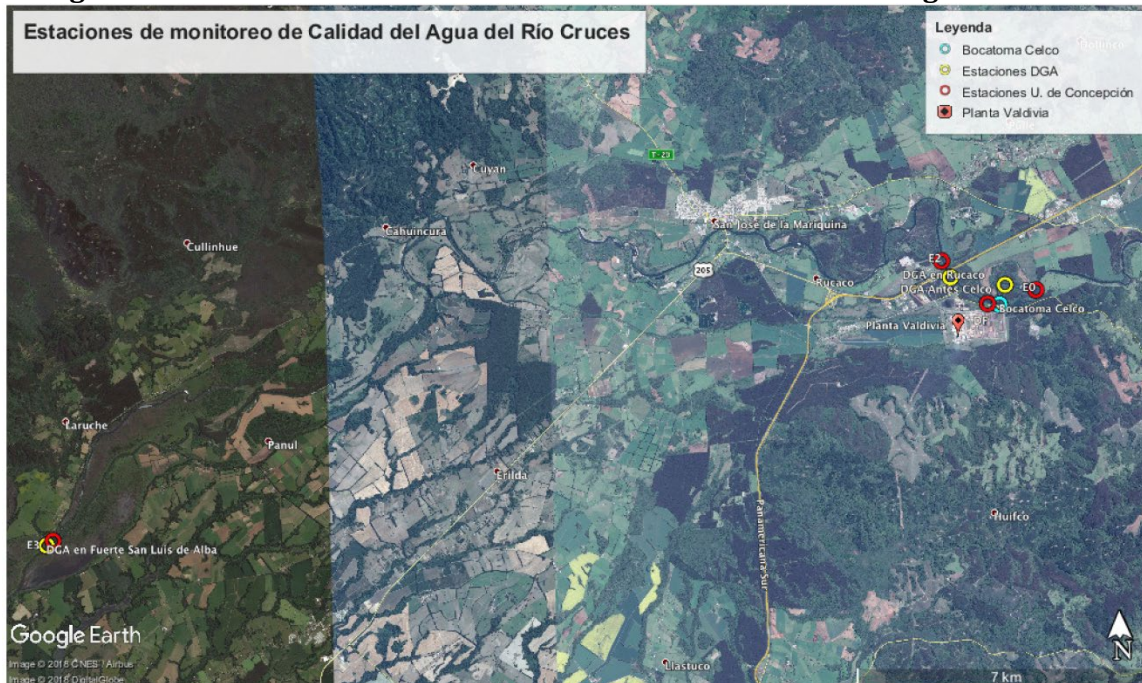 Estaciones de monitoreo de Calidad del Agua del Río Cruces
Leyenda
Bocatoma Celco
Estaciones DGA
Estaciones U. de Concepción
Planta Valdivia
T-20
Cuyan
San José de la Mariquina
Cahuincura
Cullinhue
205
Rucaco
E2
DGA en Rucaco
DGA Antes Celco
E0
Bocatoma Celco
Planta Valdivia
Laruche
Panul
Erilda
Panamericana Sur
Huifco
E3
DGA en Fuerte San Luis de Alba
Llastuco
Google Earth
Image © 2018 CNES / Airbus
Image © 2018 DigitalGlobe
N
7 km